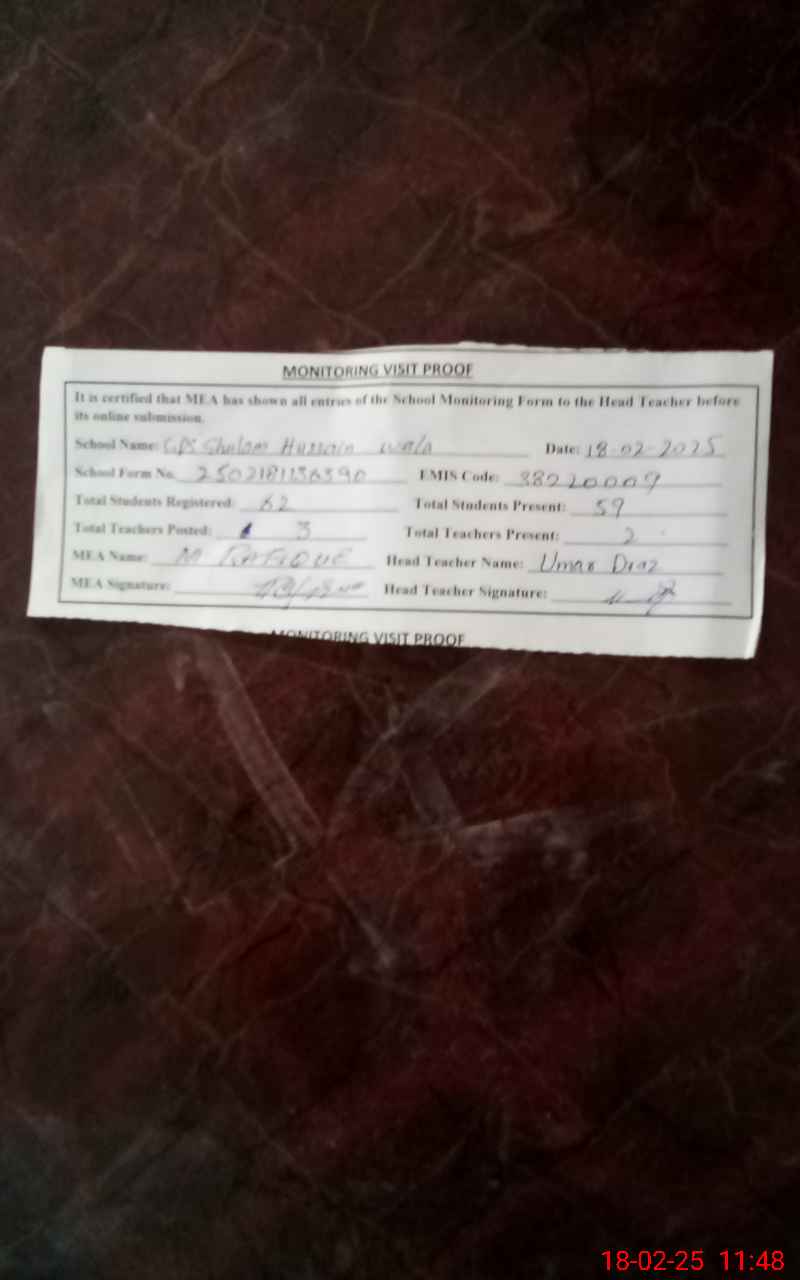 MONITORING VISIT PROOF
It is certified that MEA has shown all entries of the School Monitoring Form to the Head Teacher before
its online submission.
School Name: GPS Ghulam Hussain wala Date: 18-02-2025
School Form No. EMIS Code: 38220009
Total Students Registered: 62 Total Students Present: 59
Total Teachers Posted: 3 Total Teachers Present: 2
MEA Name: M RAFIQUE Head Teacher Name: Umar Draz
MEA Signature: Head Teacher Signature:
MONITORING VISIT PROOF
18-02-25 11:48